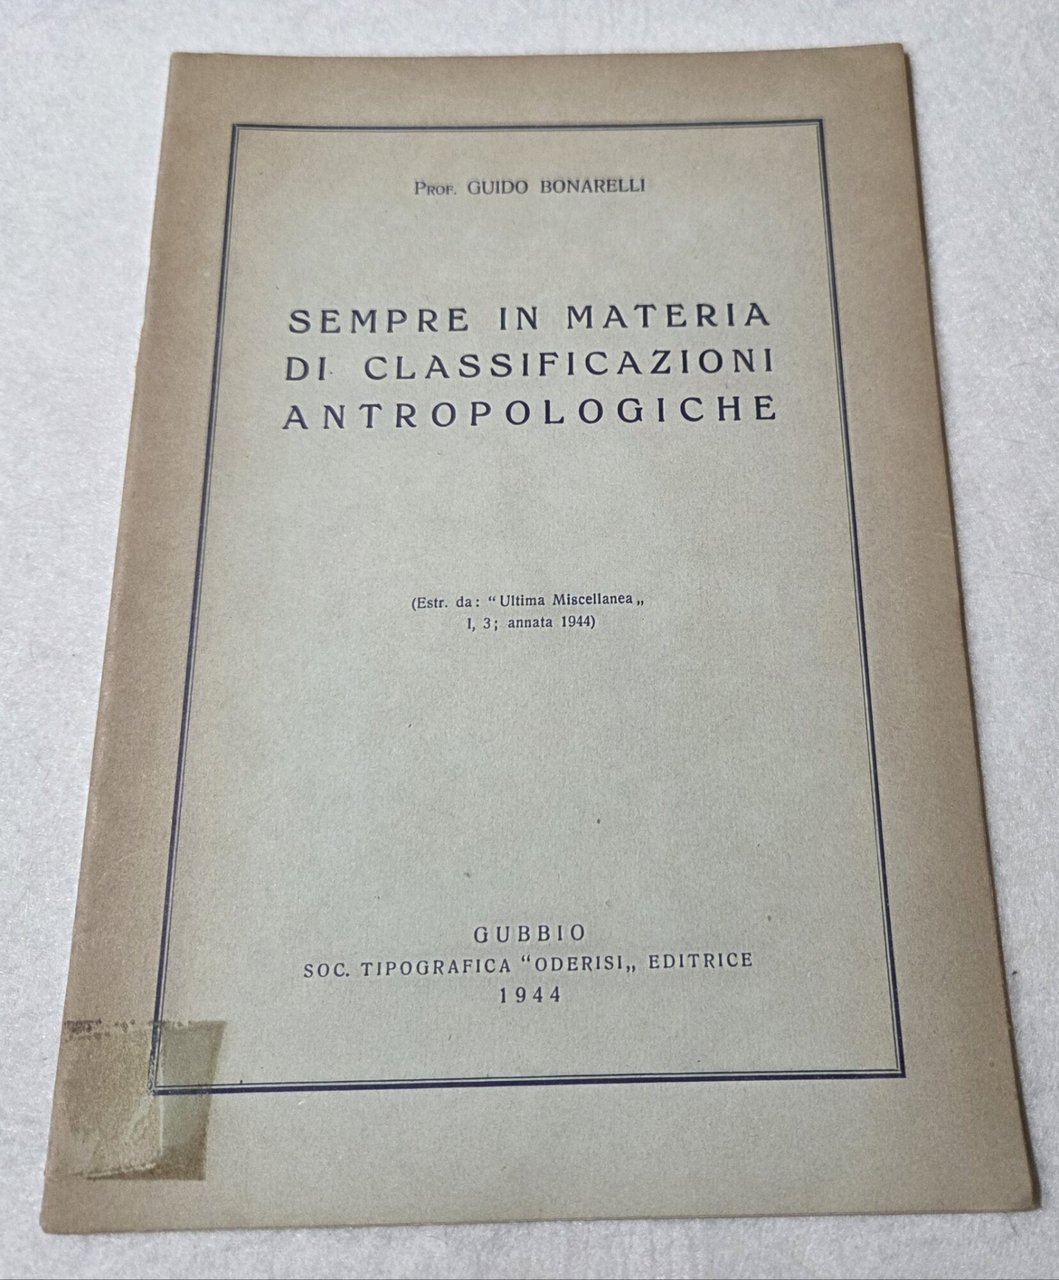 Prof. GUIDO BONARELLI
SEMPRE IN MATERIA
DI CLASSIFICAZIONI
ANTROPOLOGICHE
(Estr. da: “Ultima Miscellanea„
I, 3; annata 1944)
GUBBIO
SOC. TIPOGRAFICA “ODERISI„ EDITRICE
1944